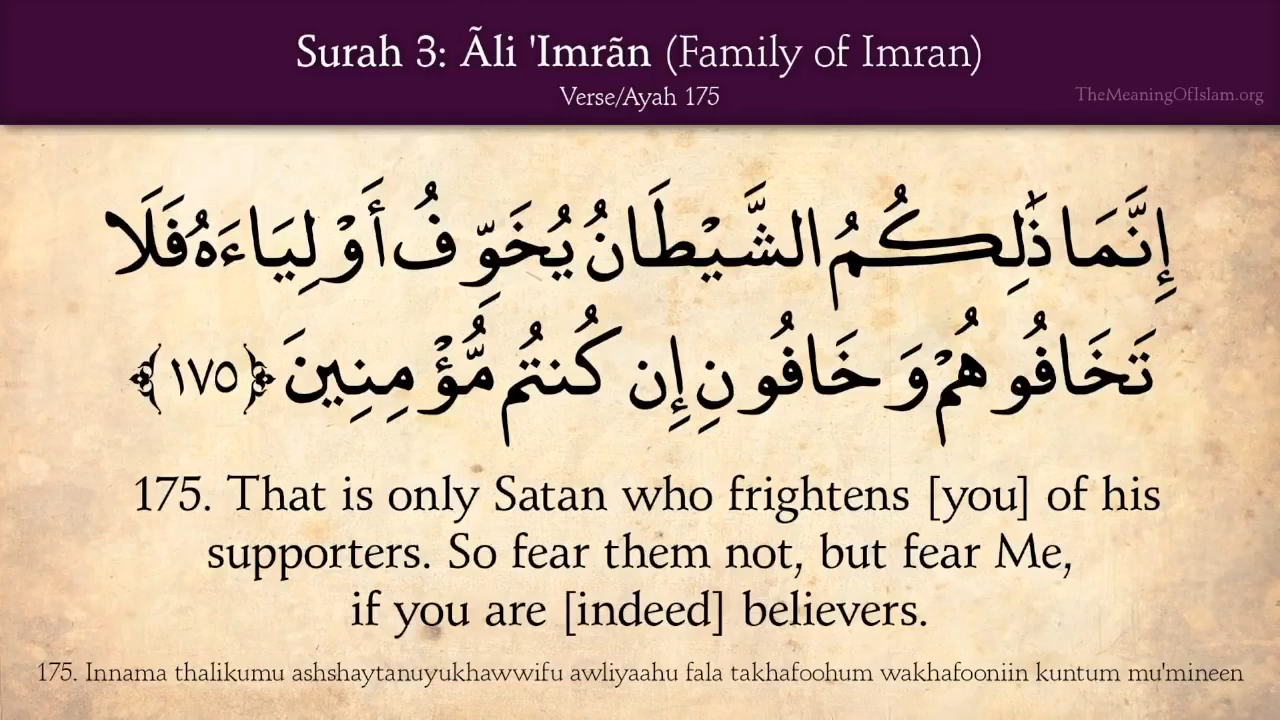 Surah 3: Ãli 'Imrãn (Family of Imran)
Verse/Ayah 175
TheMeaningOfIslam.org
إِنَّمَا ذَٰلِكُمُ الشَّيْطَانُ يُخَوِّفُ أَوْلِيَاءَهُ فَلَا
تَخَافُوهُمْ وَخَافُونِ إِن كُنتُم مُّؤْمِنِينَ ﴿١٧٥﴾
175. That is only Satan who frightens [you] of his
supporters. So fear them not, but fear Me,
if you are [indeed] believers.
175. Innama thalikumu ashshaytanuyukhawwifu awliyaahu fala takhafoohum wakhafooniin kuntum mu'mineen